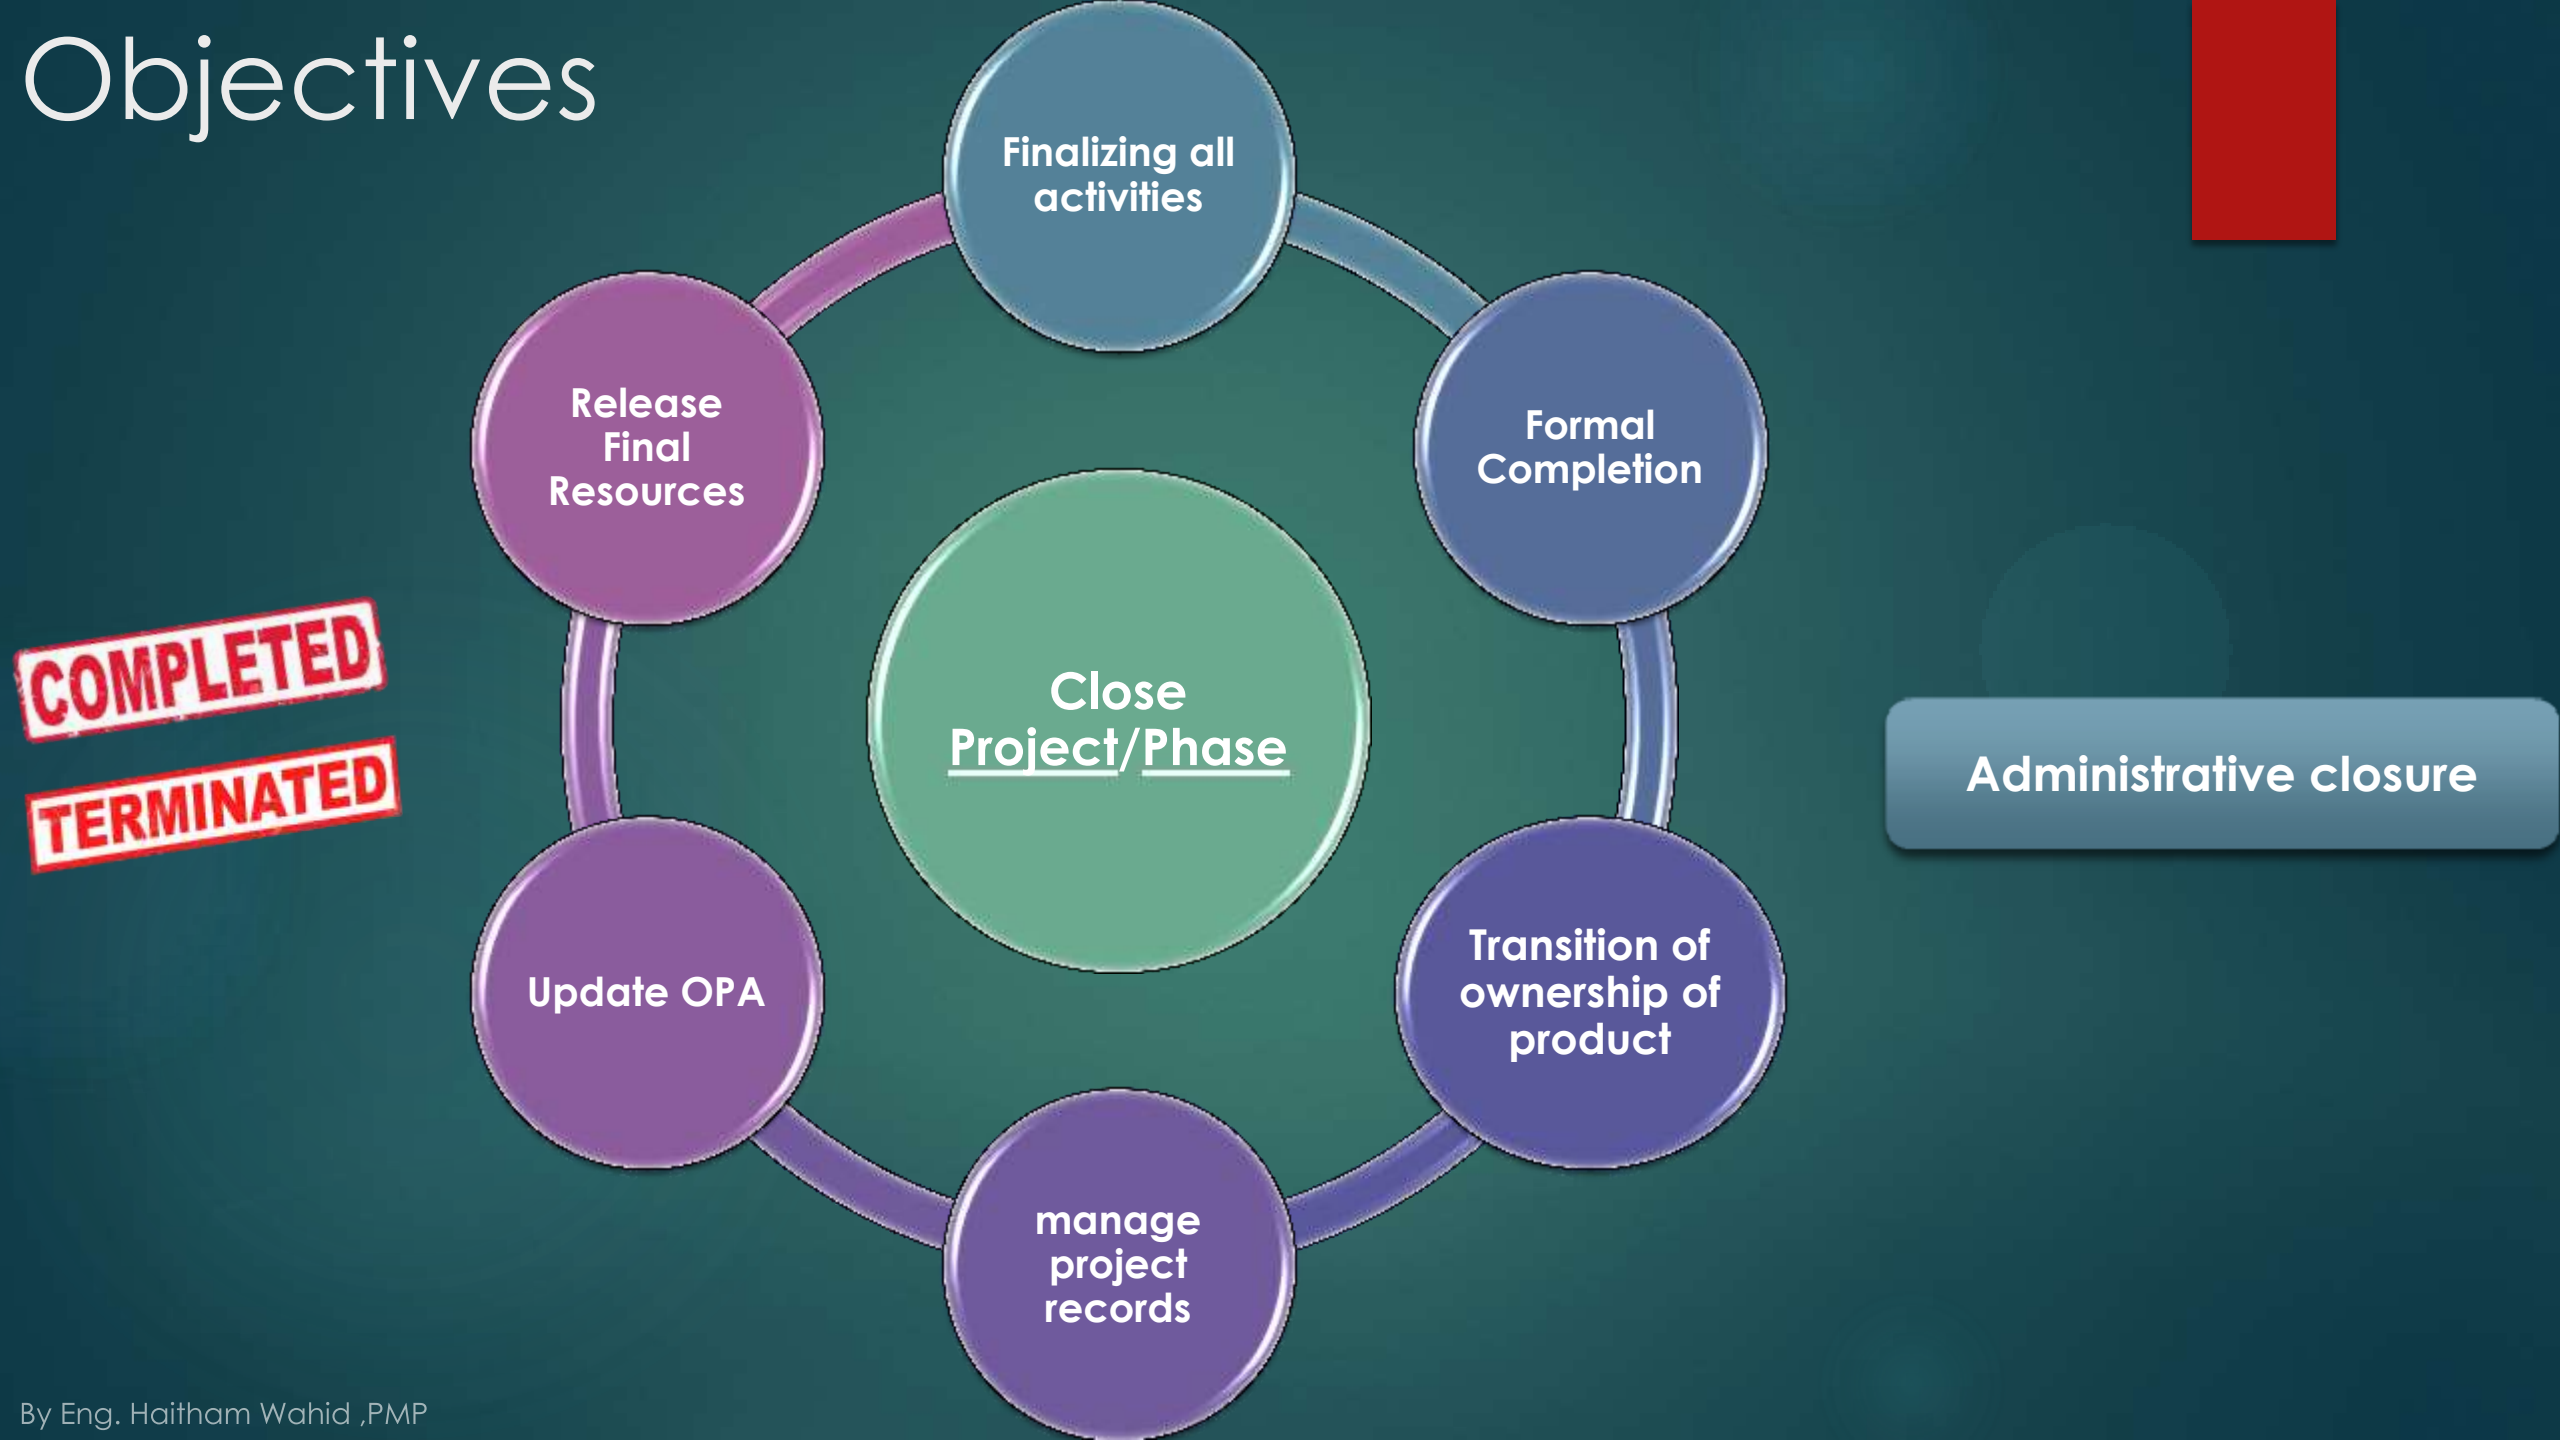 Objectives
Finalizing all
activities
Formal
Completion
Transition of
ownership of
product
manage
project
records
Update OPA
Release
Final
Resources
Close
Project/Phase
COMPLETED
TERMINATED
Administrative closure
By Eng. Haitham Wahid ,PMP